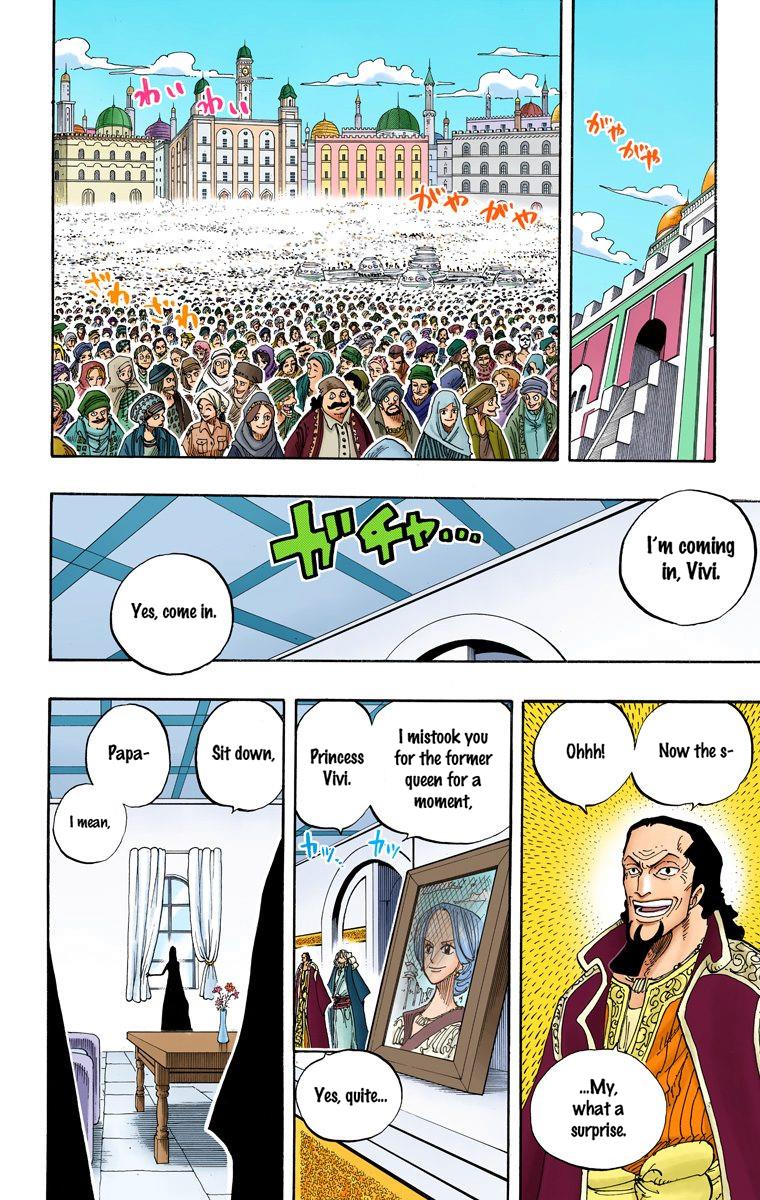 がや
がや
わい
わい
がや
がや
ざわ
ざわ
I'm coming
in, Vivi.
ガチャ...
Yes, come in.
Now the s-
Ohhh!
...My,
what a
surprise.
I mistook you
for the former
queen for a
moment,
Princess
Vivi.
カツ
カツ...
Yes, quite...
Sit down,
Papa-
I mean,